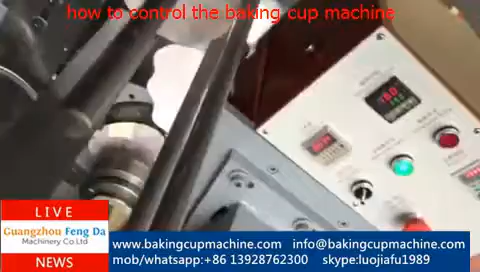 how to control the baking cup machine
LIVE
Guangzhou Feng Da
Machinery Co.Ltd
NEWS
www.bakingcupmachine.com info@bakingcupmachine.com
mob/whatsapp:+86 13928762300 skype:luojiafu1989